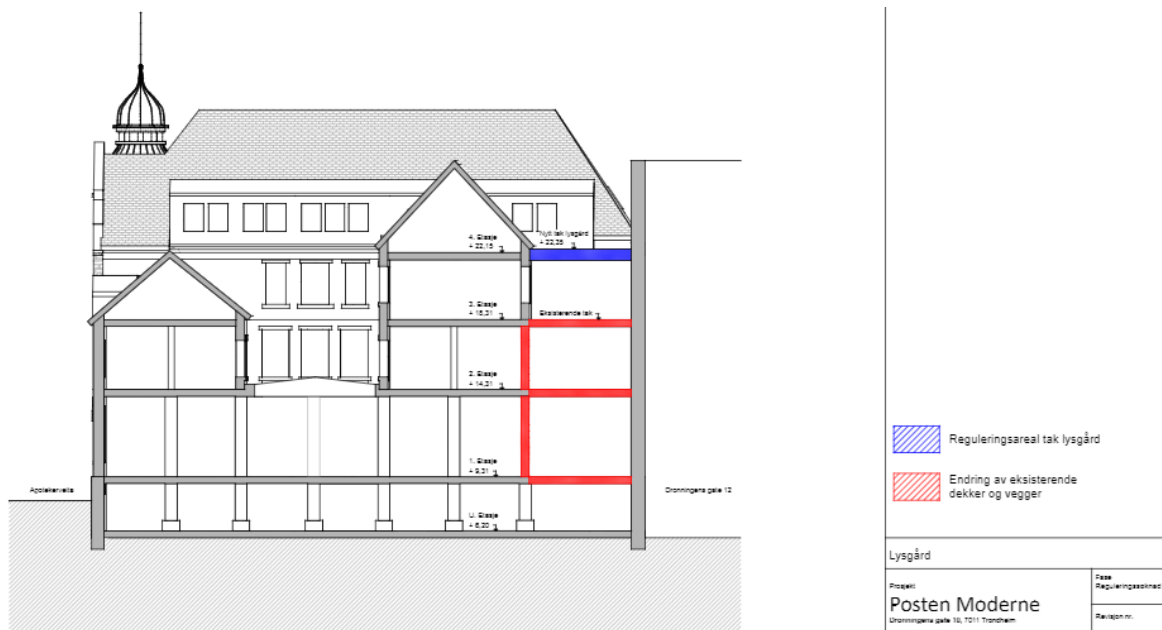 4. Etasje
+ 22,15
Nytt tak lysgård
+ 22,35
3. Etasje
+ 18,31
Eksisterende tak
2. Etasje
+ 14,31
1. Etasje
+ 9,31
U. Etasje
+ 6,20
Apotekerveita
Dronningens gate 12
Reguleringsareal tak lysgård
Endring av eksisterende
dekker og vegger
Lysgård
Prosjekt
Posten Moderne
Dronningens gate 10, 7011 Trondheim
Fase
Reguleringssøknad
Revisjon nr.